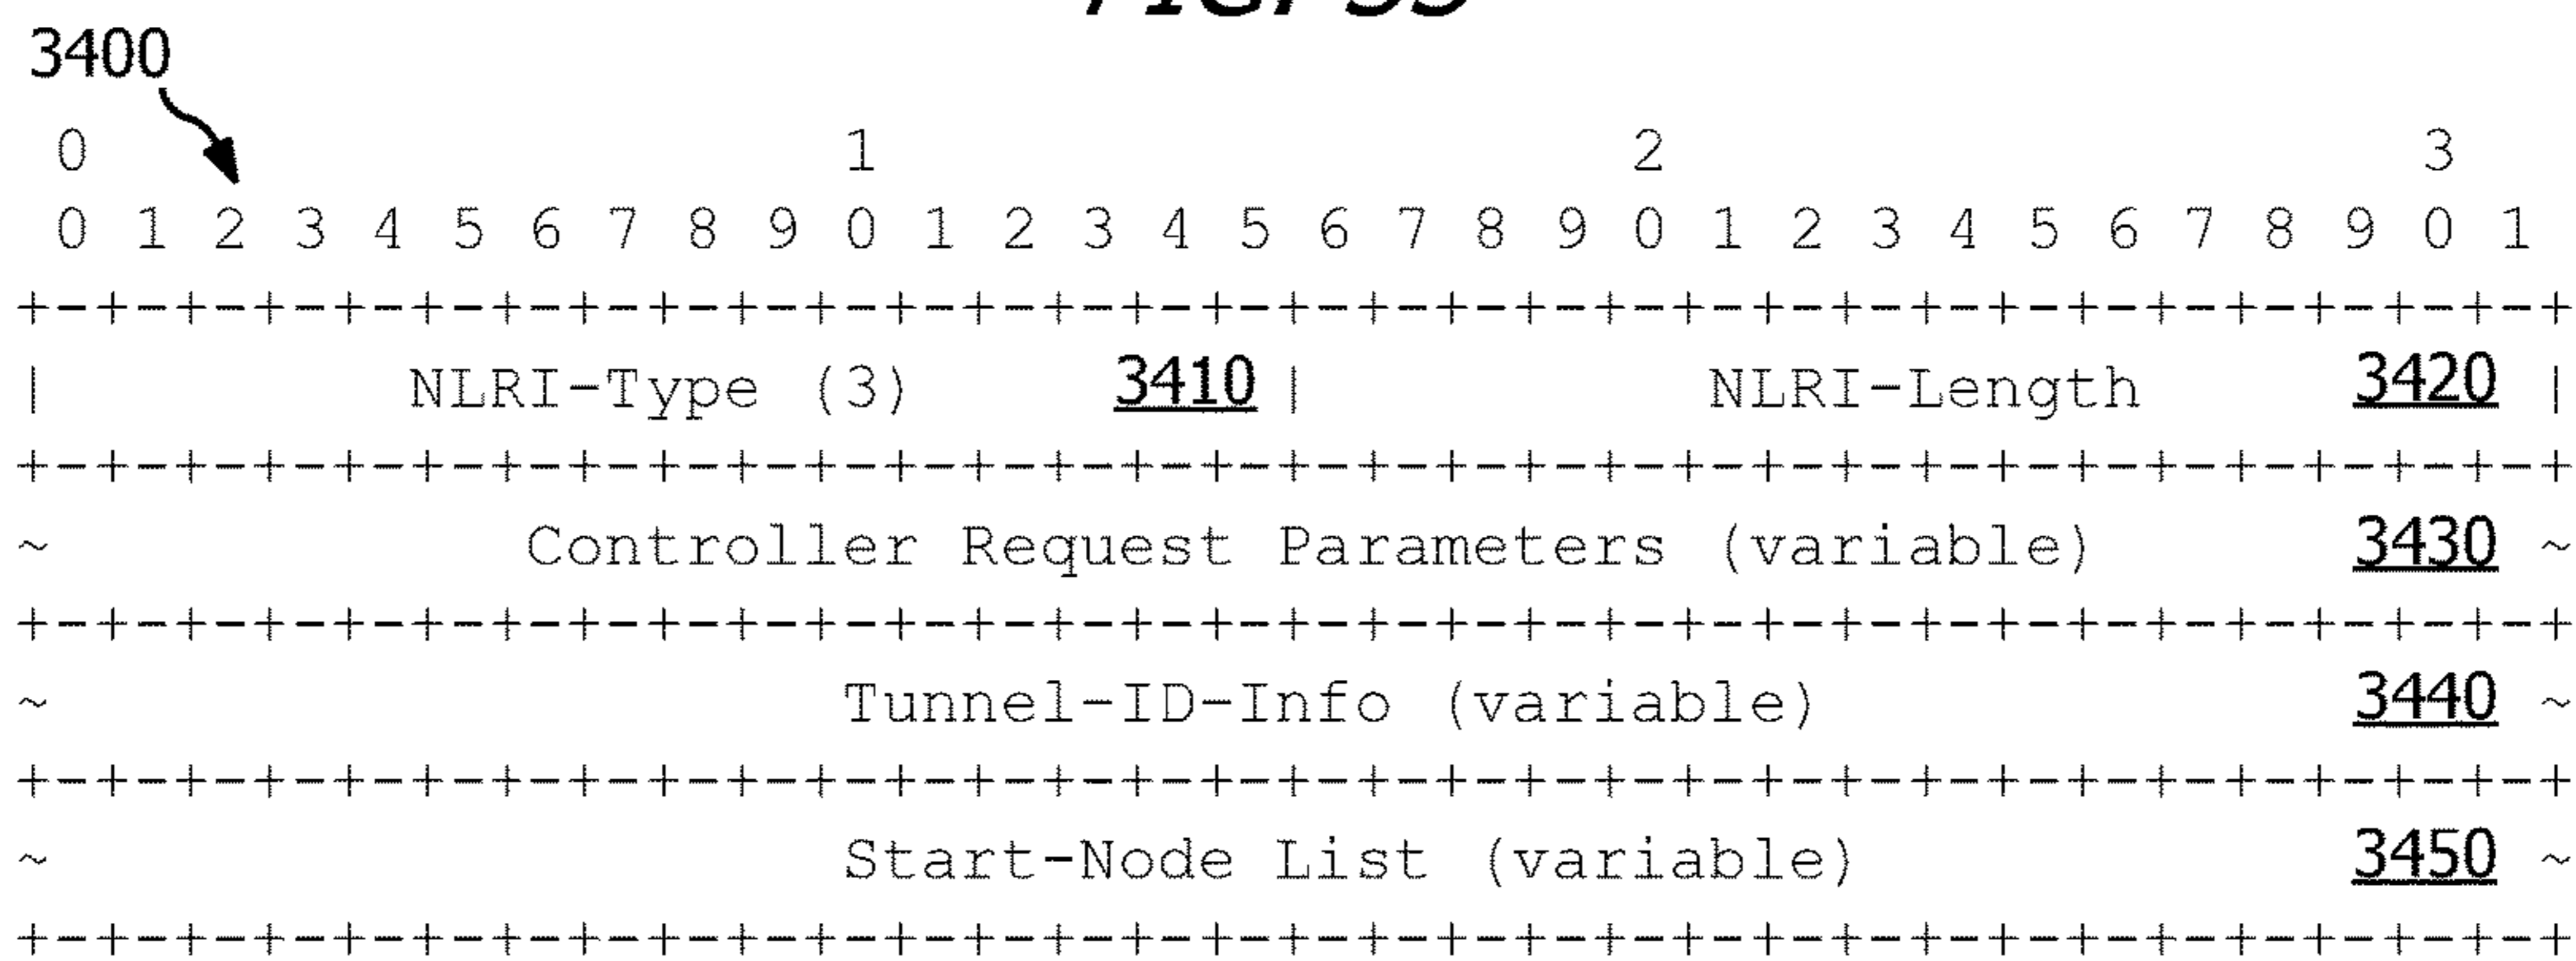 FIG. 33
3400
0 1 2 3
0 1 2 3 4 5 6 7 8 9 0 1 2 3 4 5 6 7 8 9 0 1 2 3 4 5 6 7 8 9 0 1
+-+-+-+-+-+-+-+-+-+-+-+-+-+-+-+-+-+-+-+-+-+-+-+-+-+-+-+-+-+-+-+-+
| NLRI-Type (3) 3410 | NLRI-Length 3420 |
+-+-+-+-+-+-+-+-+-+-+-+-+-+-+-+-+-+-+-+-+-+-+-+-+-+-+-+-+-+-+-+-+
~ Controller Request Parameters (variable) 3430 ~
+-+-+-+-+-+-+-+-+-+-+-+-+-+-+-+-+-+-+-+-+-+-+-+-+-+-+-+-+-+-+-+-+
~ Tunnel-ID-Info (variable) 3440 ~
+-+-+-+-+-+-+-+-+-+-+-+-+-+-+-+-+-+-+-+-+-+-+-+-+-+-+-+-+-+-+-+-+
~ Start-Node List (variable) 3450 ~
+-+-+-+-+-+-+-+-+-+-+-+-+-+-+-+-+-+-+-+-+-+-+-+-+-+-+-+-+-+-+-+-+